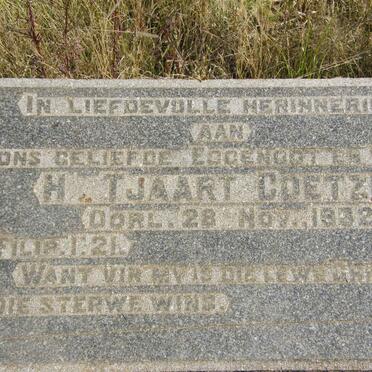 IN LIEFDEVOLLE HERINNERI
AAN
ONS GELIEFDE EGGENOOT EN
H. TJAART COETZ
OORL. 28 NOV. 1932
FILIP. 1:21.
WANT VIR MY IS DIE LEWE
DIE STERWE WINS.